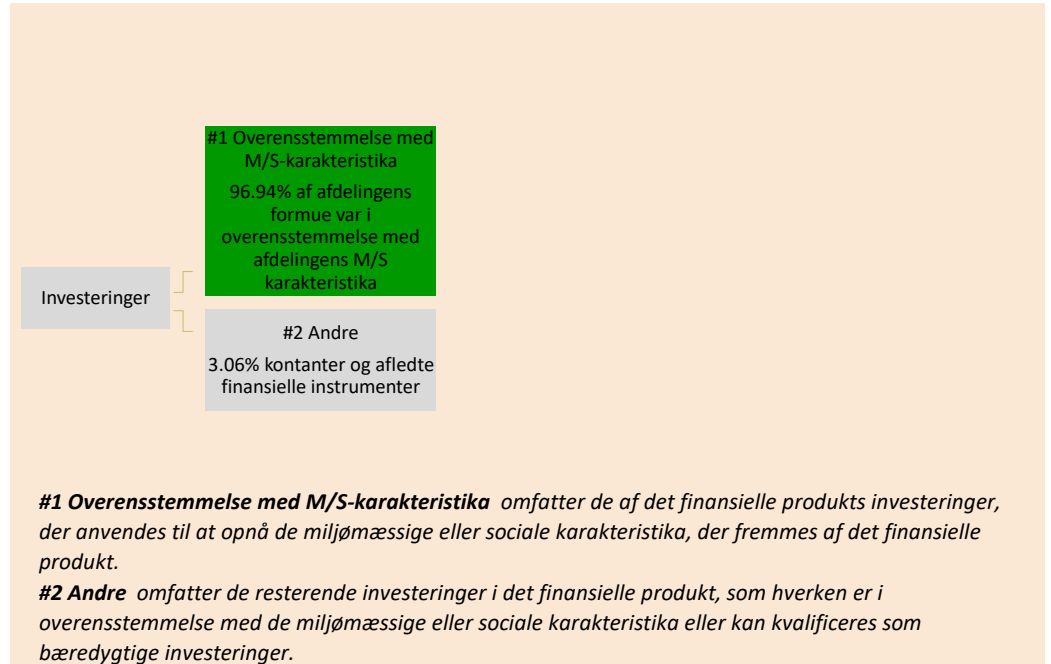 #1 Overensstemmelse med
M/S-karakteristika
96.94% af afdelingens
formue var i
overensstemmelse med
afdelingens M/S
karakteristika
Investeringer
#2 Andre
3.06% kontanter og afledte
finansielle instrumenter
#1 Overensstemmelse med M/S-karakteristika omfatter de af det finansielle produkts investeringer,
der anvendes til at opnå de miljømæssige eller sociale karakteristika, der fremmes af det finansielle
produkt.
#2 Andre omfatter de resterende investeringer i det finansielle produkt, som hverken er i
overensstemmelse med de miljømæssige eller sociale karakteristika eller kan kvalificeres som
bæredygtige investeringer.